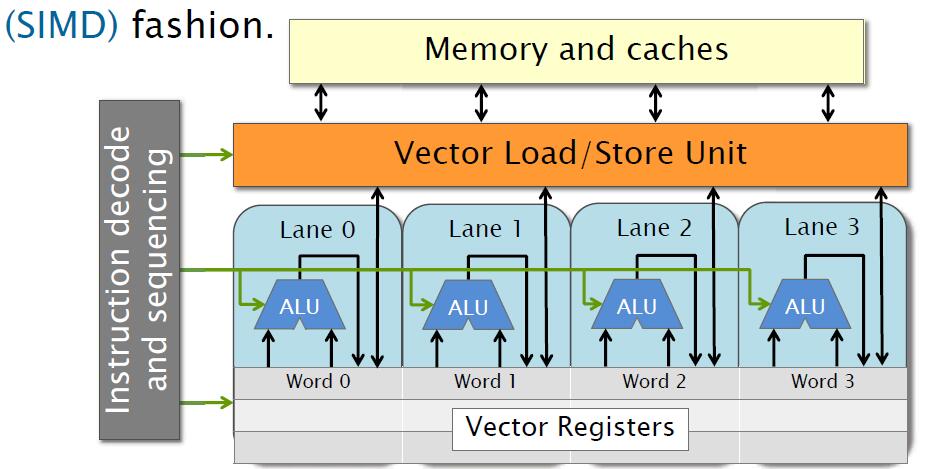 (SIMD) fashion.
Memory and caches
Vector Load/Store Unit
Instruction decode
and sequencing
Lane 0
Lane 1
Lane 2
Lane 3
ALU
ALU
ALU
ALU
Word 0
Word 1
Word 2
Word 3
Vector Registers